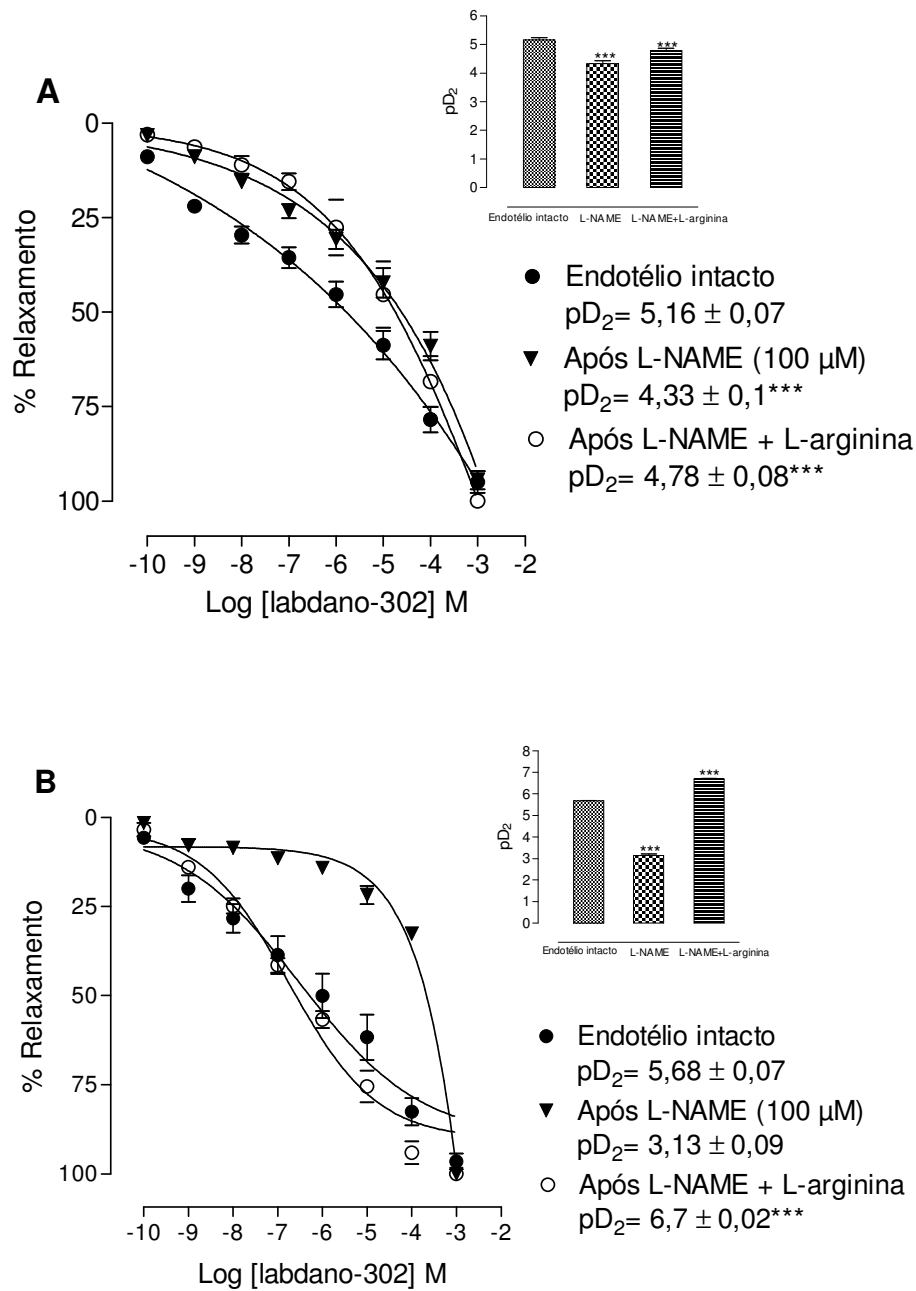 A
6
5
4
3
2
1
0
pD2
***
***
Endotélio intacto
L-NAME
L-NAME+L-arginina
0
25
50
75
100
% Relaxamento
-10
-9
-8
-7
-6
-5
-4
-3
-2
Log [labdano-302] M
Endotélio intacto
pD2= 5,16 ± 0,07
Após L-NAME (100 µM)
pD2= 4,33 ± 0,1***
Após L-NAME + L-arginina
pD2= 4,78 ± 0,08***
B
8
7
6
5
4
3
2
1
0
pD2
***
***
Endotélio intacto
L-NAME
L-NAME+L-arginina
0
25
50
75
100
% Relaxamento
-10
-9
-8
-7
-6
-5
-4
-3
-2
Log [labdano-302] M
Endotélio intacto
pD2= 5,68 ± 0,07
Após L-NAME (100 µM)
pD2= 3,13 ± 0,09
Após L-NAME + L-arginina
pD2= 6,7 ± 0,02***